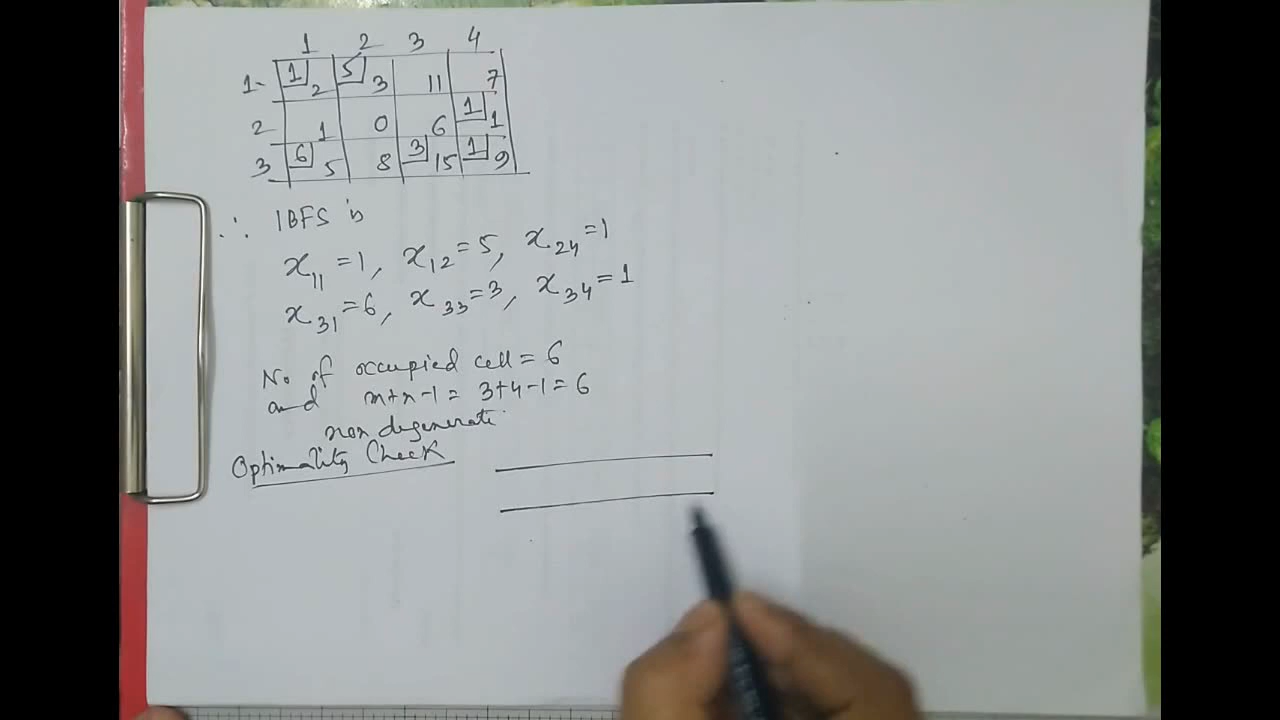 1 2 3 4
1- 1 2 5 3 11 7
2 1 0 6 1 1
3 6 5 8 3 15 1 9
∴ IBFS is
x₁₁ = 1, x₁₂ = 5, x₂₄ = 1
x₃₁ = 6, x₃₃ = 3, x₃₄ = 1
No of occupied cell = 6
and m+n-1 = 3+4-1 = 6
non degenerate
Optimality Check